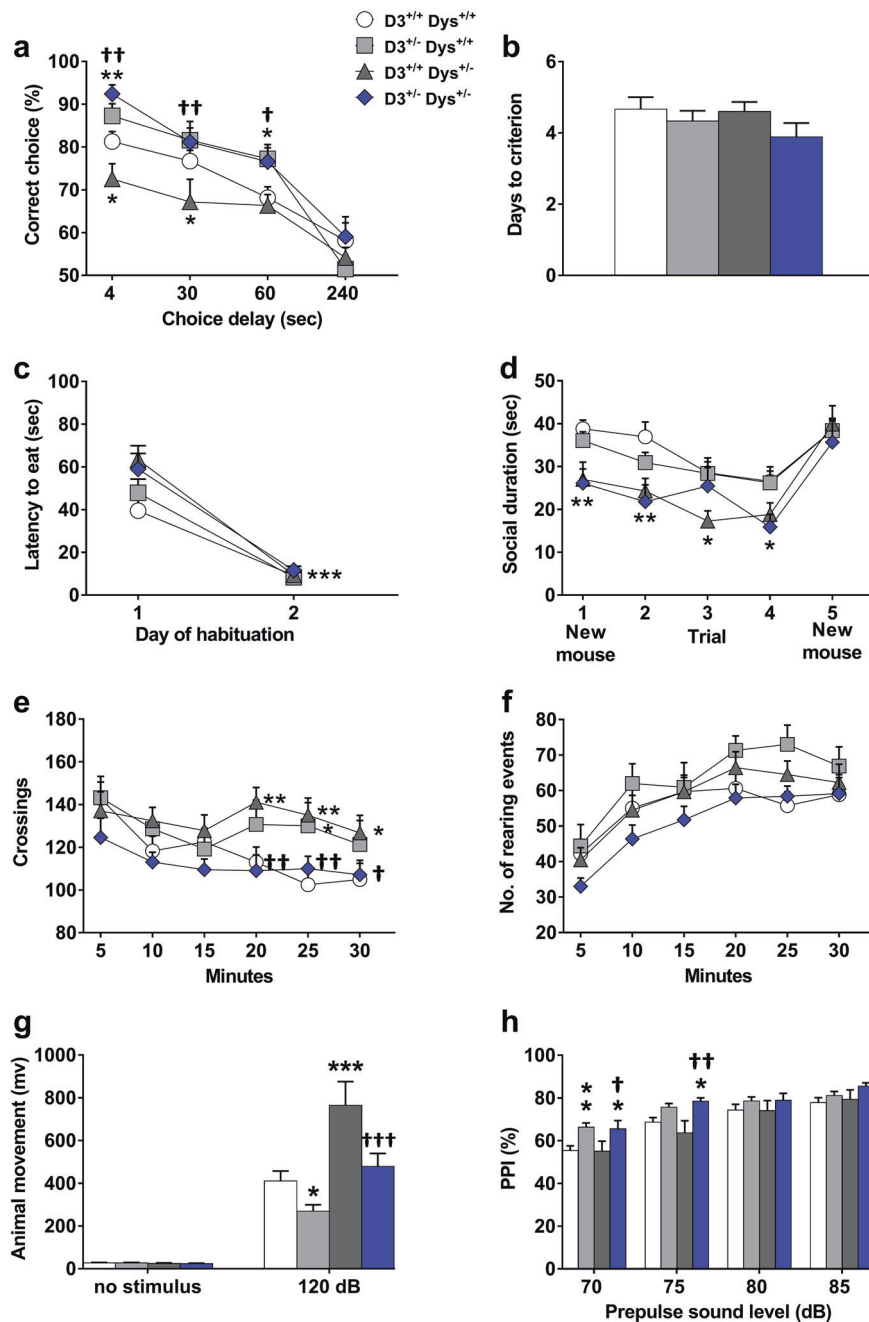 D3+/+ Dys+/+
D3+/- Dys+/+
D3+/+ Dys+/-
D3+/- Dys+/-
a
100
90
80
70
60
50
Correct choice (%)
††
**
††
†
*
*
*
4 30 60 240
Choice delay (sec)
b
6
4
2
0
Days to criterion
c
100
80
60
40
20
0
Latency to eat (sec)
***
1 2
Day of habituation
d
50
40
30
20
10
0
Social duration (sec)
**
**
*
*
1 2 3 4 5
New mouse
Trial
New mouse
e
180
160
140
120
100
80
Crossings
**
**
*
*
††
††
†
5 10 15 20 25 30
Minutes
f
80
70
60
50
40
30
20
No. of rearing events
5 10 15 20 25 30
Minutes
g
1000
800
600
400
200
0
Animal movement (mv)
*
***
†††
no stimulus 120 dB
h
100
80
60
40
20
0
PPI (%)
*
*
†
*
††
*
70 75 80 85
Prepulse sound level (dB)